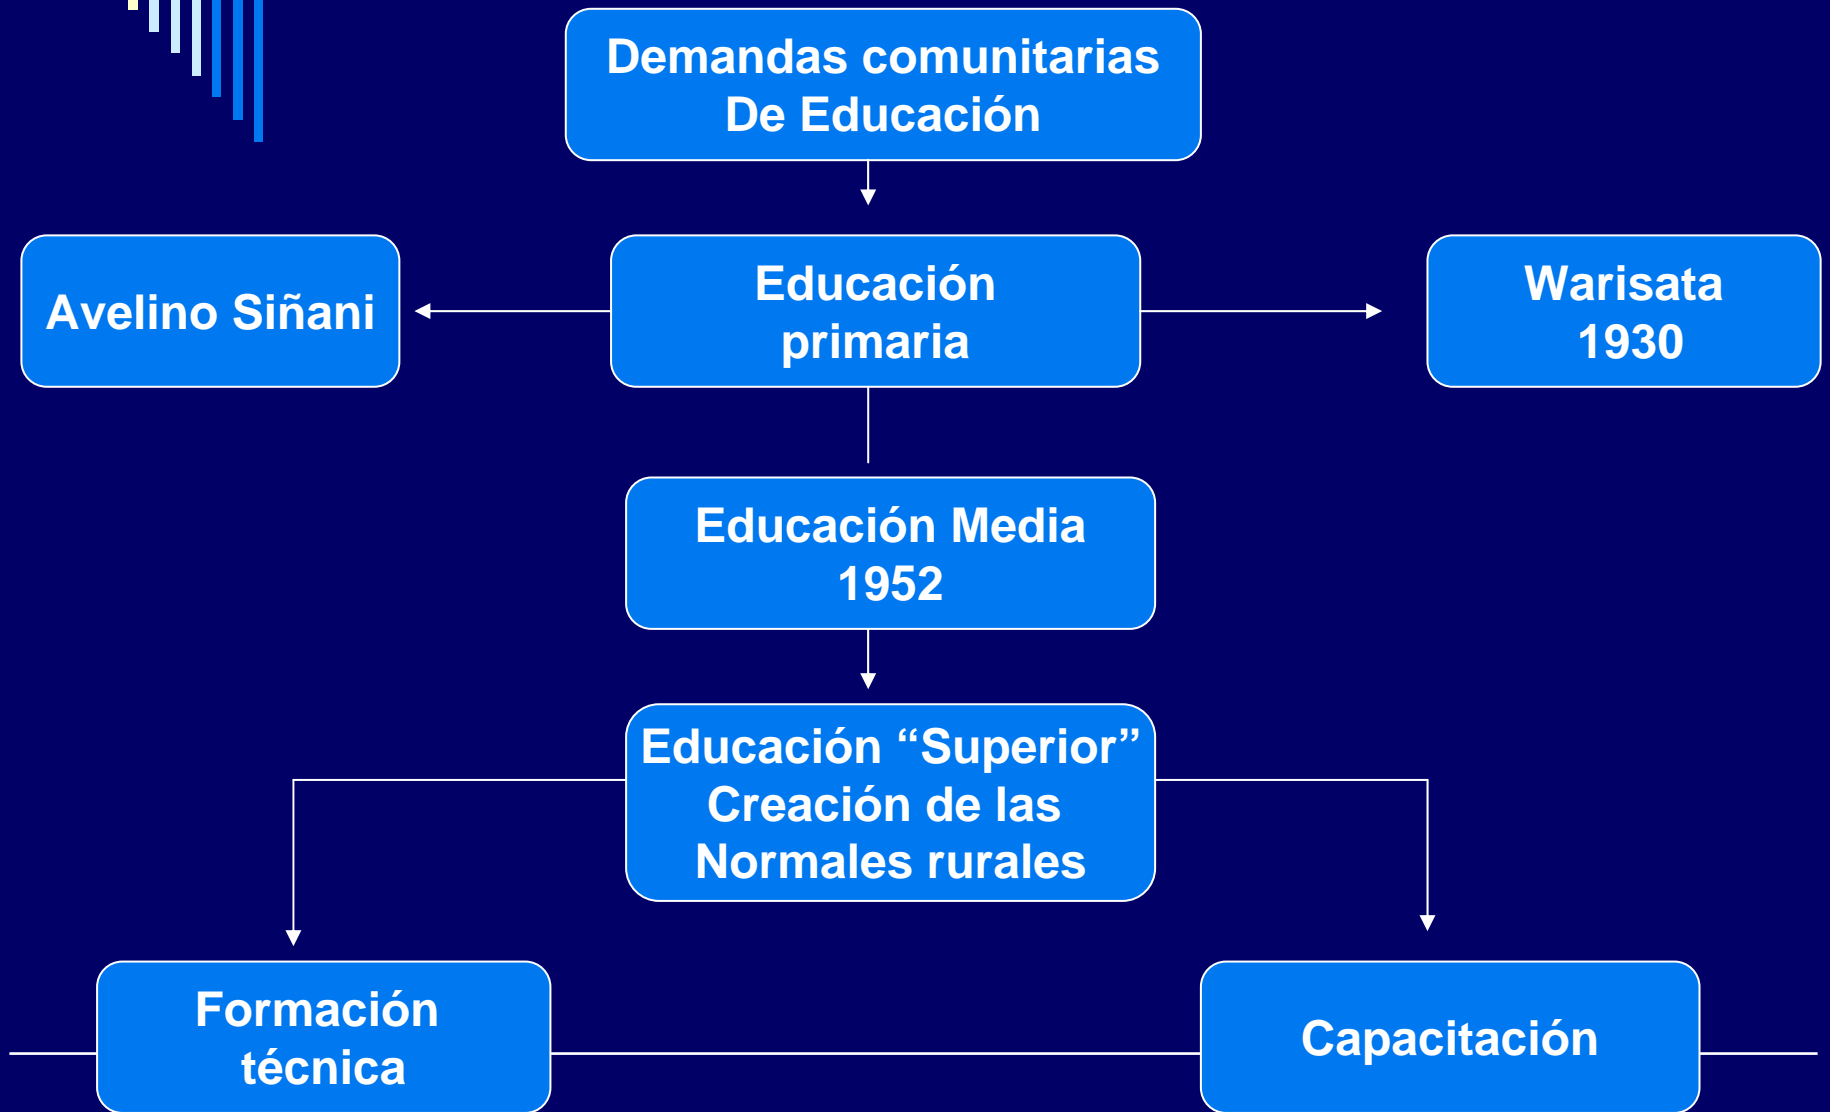 Demandas comunitarias
De Educación
Avelino Siñani
Educación
primaria
Warisata
1930
Educación Media
1952
Educación “Superior”
Creación de las
Normales rurales
Formación
técnica
Capacitación